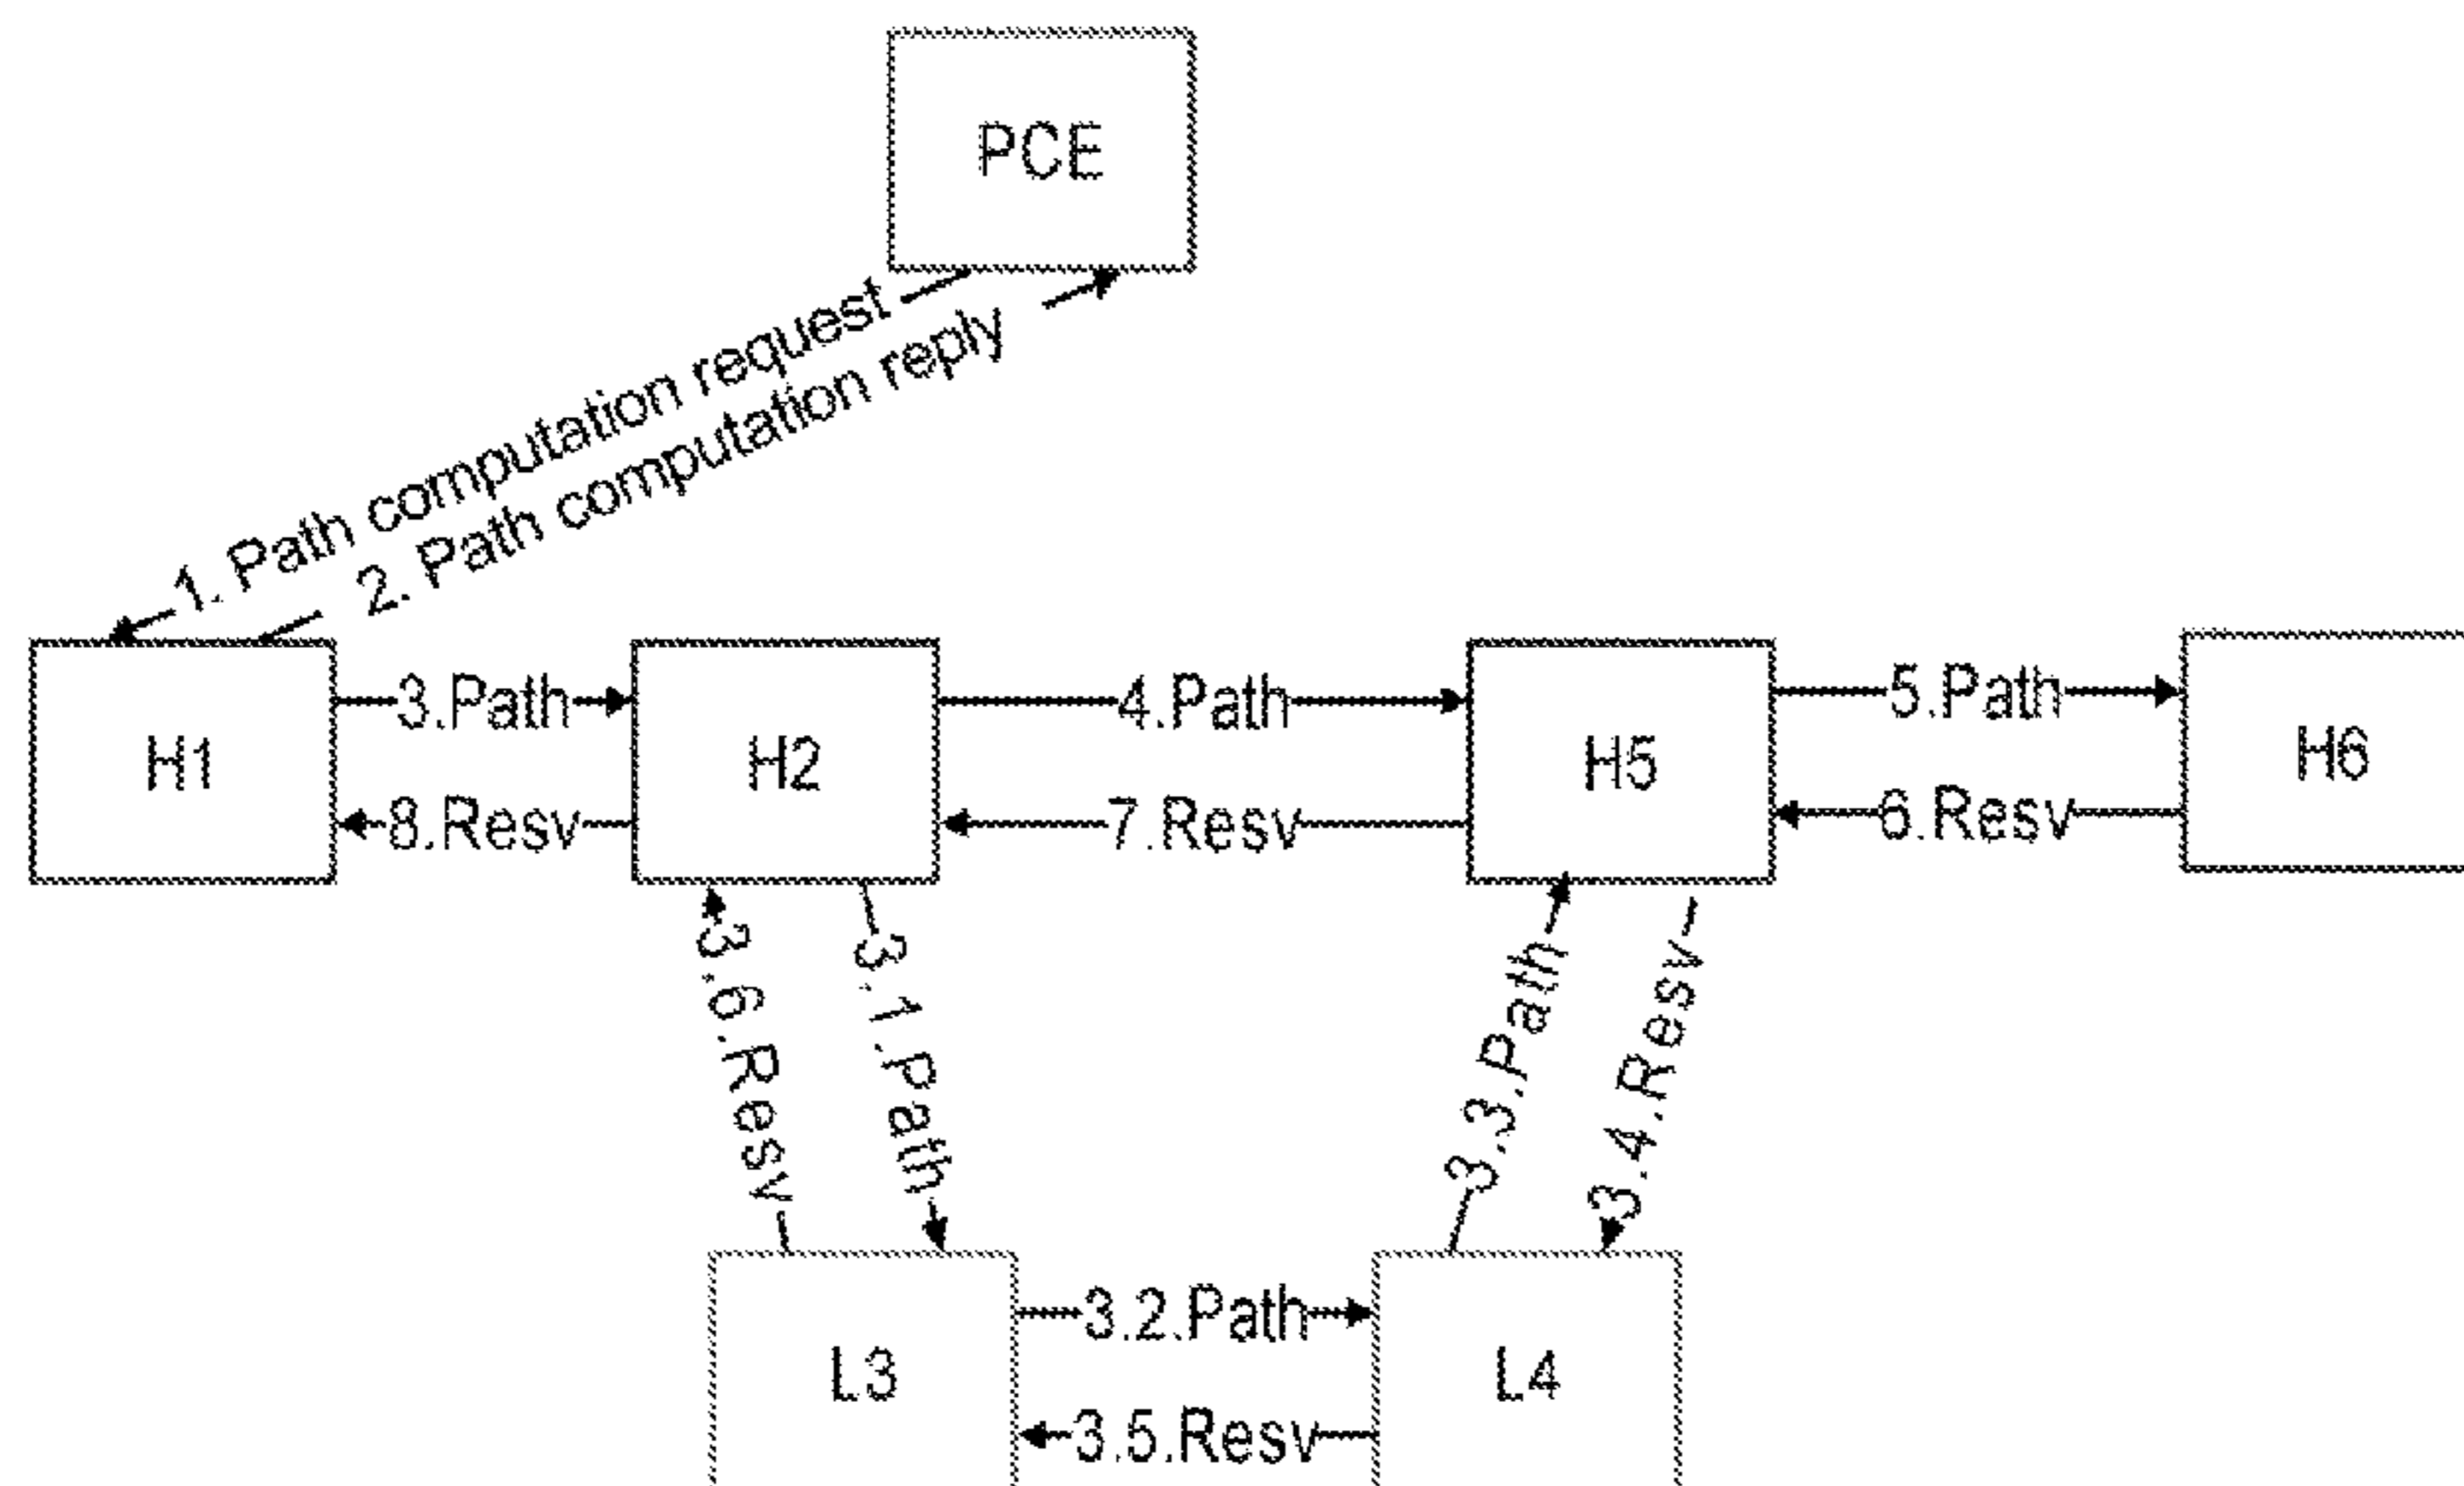 PCE
1. Path computation request
2. Path computation reply
3.Path
4.Path
5.Path
H1
H2
H5
H6
8.Resv
7.Resv
6.Resv
3.6.Resv
3.1.Path
3.3.Path
3.4.Resv
3.2.Path
L3
L4
3.5.Resv